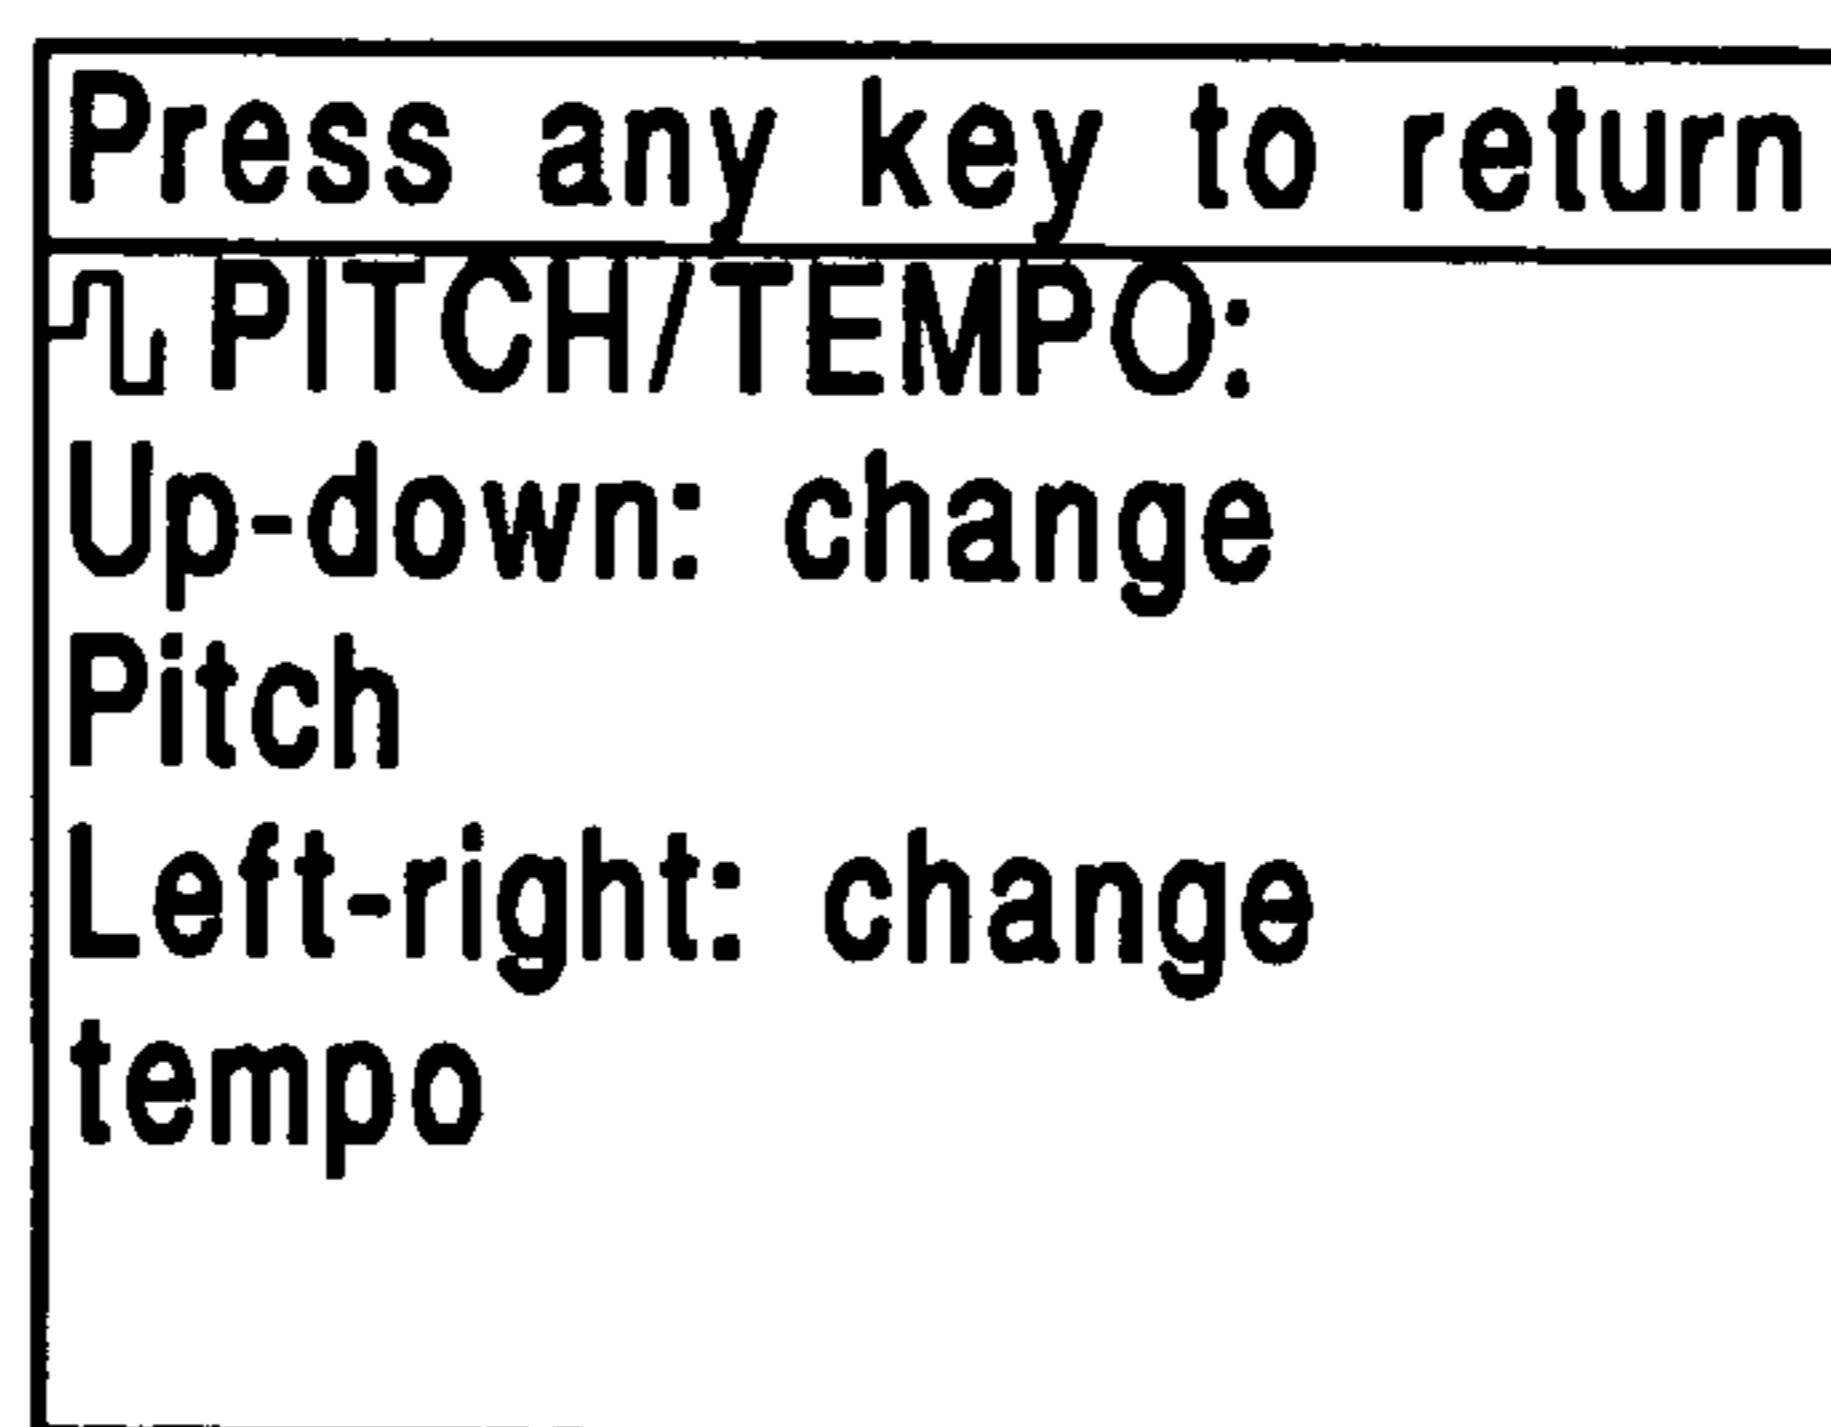 Press any key to return
PITCH/TEMPO:
Up-down: change
Pitch
Left-right: change
tempo